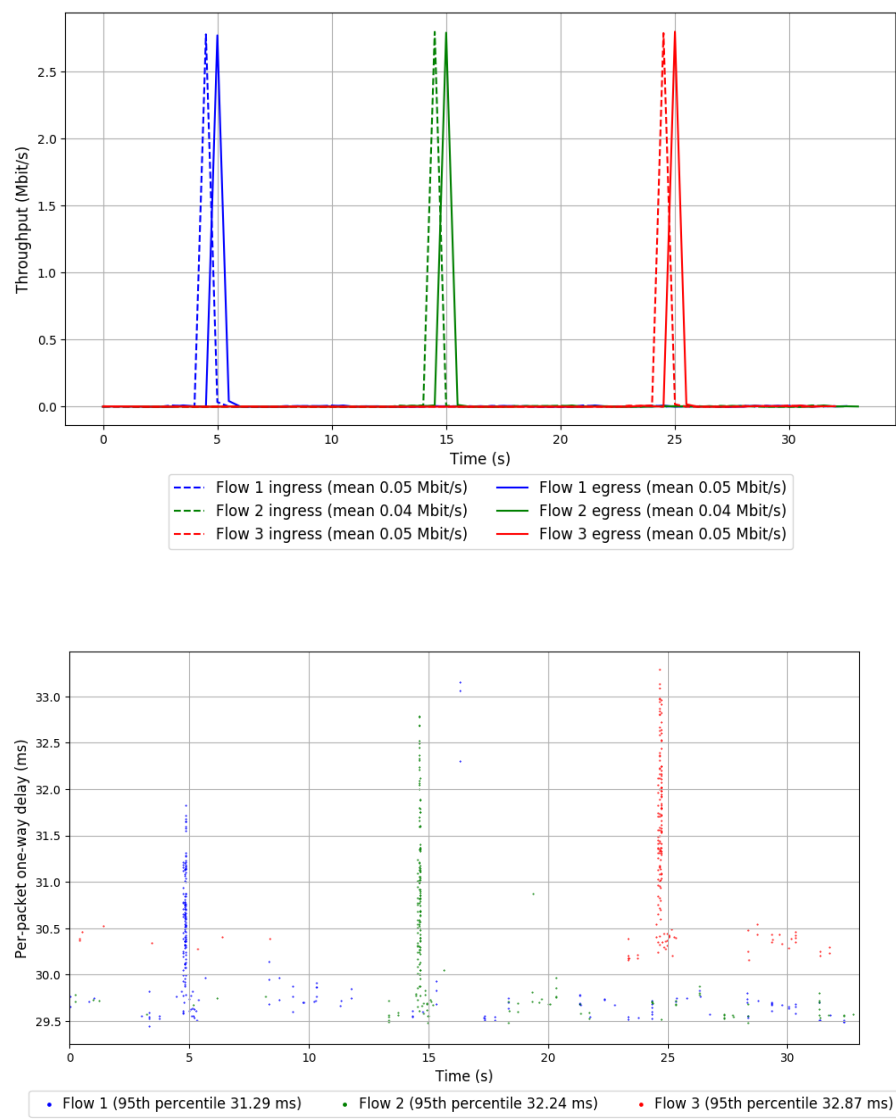 2.5
2.0
1.5
1.0
0.5
0.0
Throughput (Mbit/s)
0 5 10 15 20 25 30
Time (s)
Flow 1 ingress (mean 0.05 Mbit/s) Flow 1 egress (mean 0.05 Mbit/s)
Flow 2 ingress (mean 0.04 Mbit/s) Flow 2 egress (mean 0.04 Mbit/s)
Flow 3 ingress (mean 0.05 Mbit/s) Flow 3 egress (mean 0.05 Mbit/s)
33.0
32.5
32.0
31.5
31.0
30.5
30.0
29.5
Per-packet one-way delay (ms)
0 5 10 15 20 25 30
Time (s)
Flow 1 (95th percentile 31.29 ms) Flow 2 (95th percentile 32.24 ms) Flow 3 (95th percentile 32.87 ms)